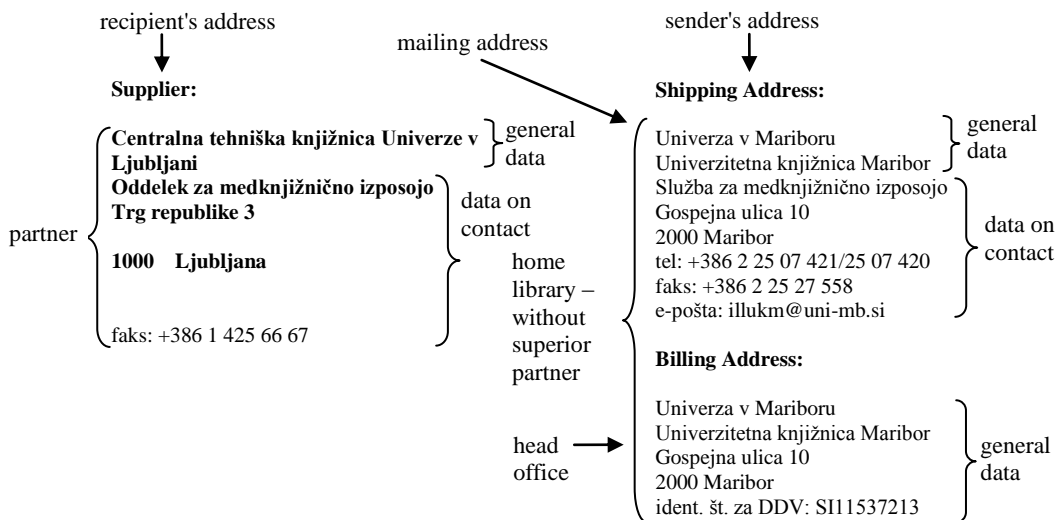 recipient's address
mailing address
sender's address
Supplier:
Centralna tehniška knjižnica Univerze v
Ljubljani
Oddelek za medknjižnično izposojo
Trg republike 3
1000 Ljubljana
faks: +386 1 425 66 67
partner
general
data
data on
contact
home
library –
without
superior
partner
head
office
Shipping Address:
Univerza v Mariboru
Univerzitetna knjižnica Maribor
Služba za medknjižnično izposojo
Gospejna ulica 10
2000 Maribor
tel: +386 2 25 07 421/25 07 420
faks: +386 2 25 27 558
e-pošta: illukm@uni-mb.si
general
data
data on
contact
Billing Address:
Univerza v Mariboru
Univerzitetna knjižnica Maribor
Gospejna ulica 10
2000 Maribor
ident. št. za DDV: SI11537213
general
data